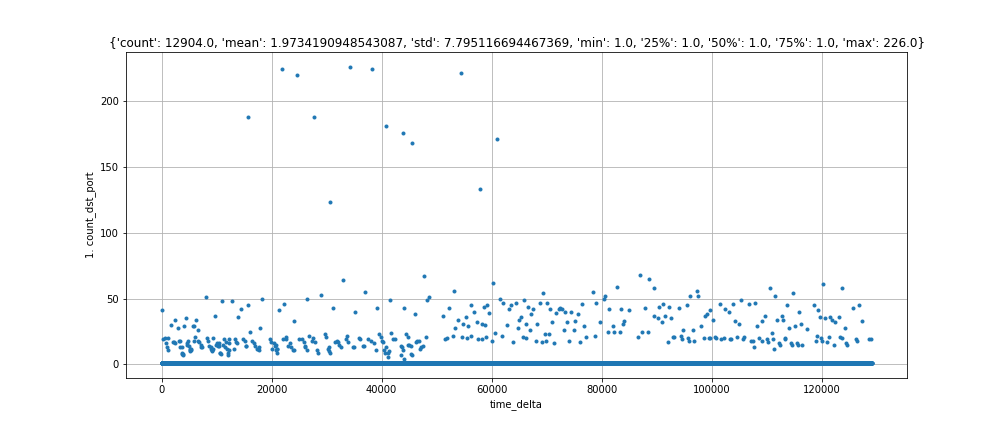 {'count': 12904.0, 'mean': 1.9734190948543087, 'std': 7.795116694467369, 'min': 1.0, '25%': 1.0, '50%': 1.0, '75%': 1.0, 'max': 226.0}
200
150
100
50
0
1. count_dst_port
0 20000 40000 60000 80000 100000 120000
time_delta